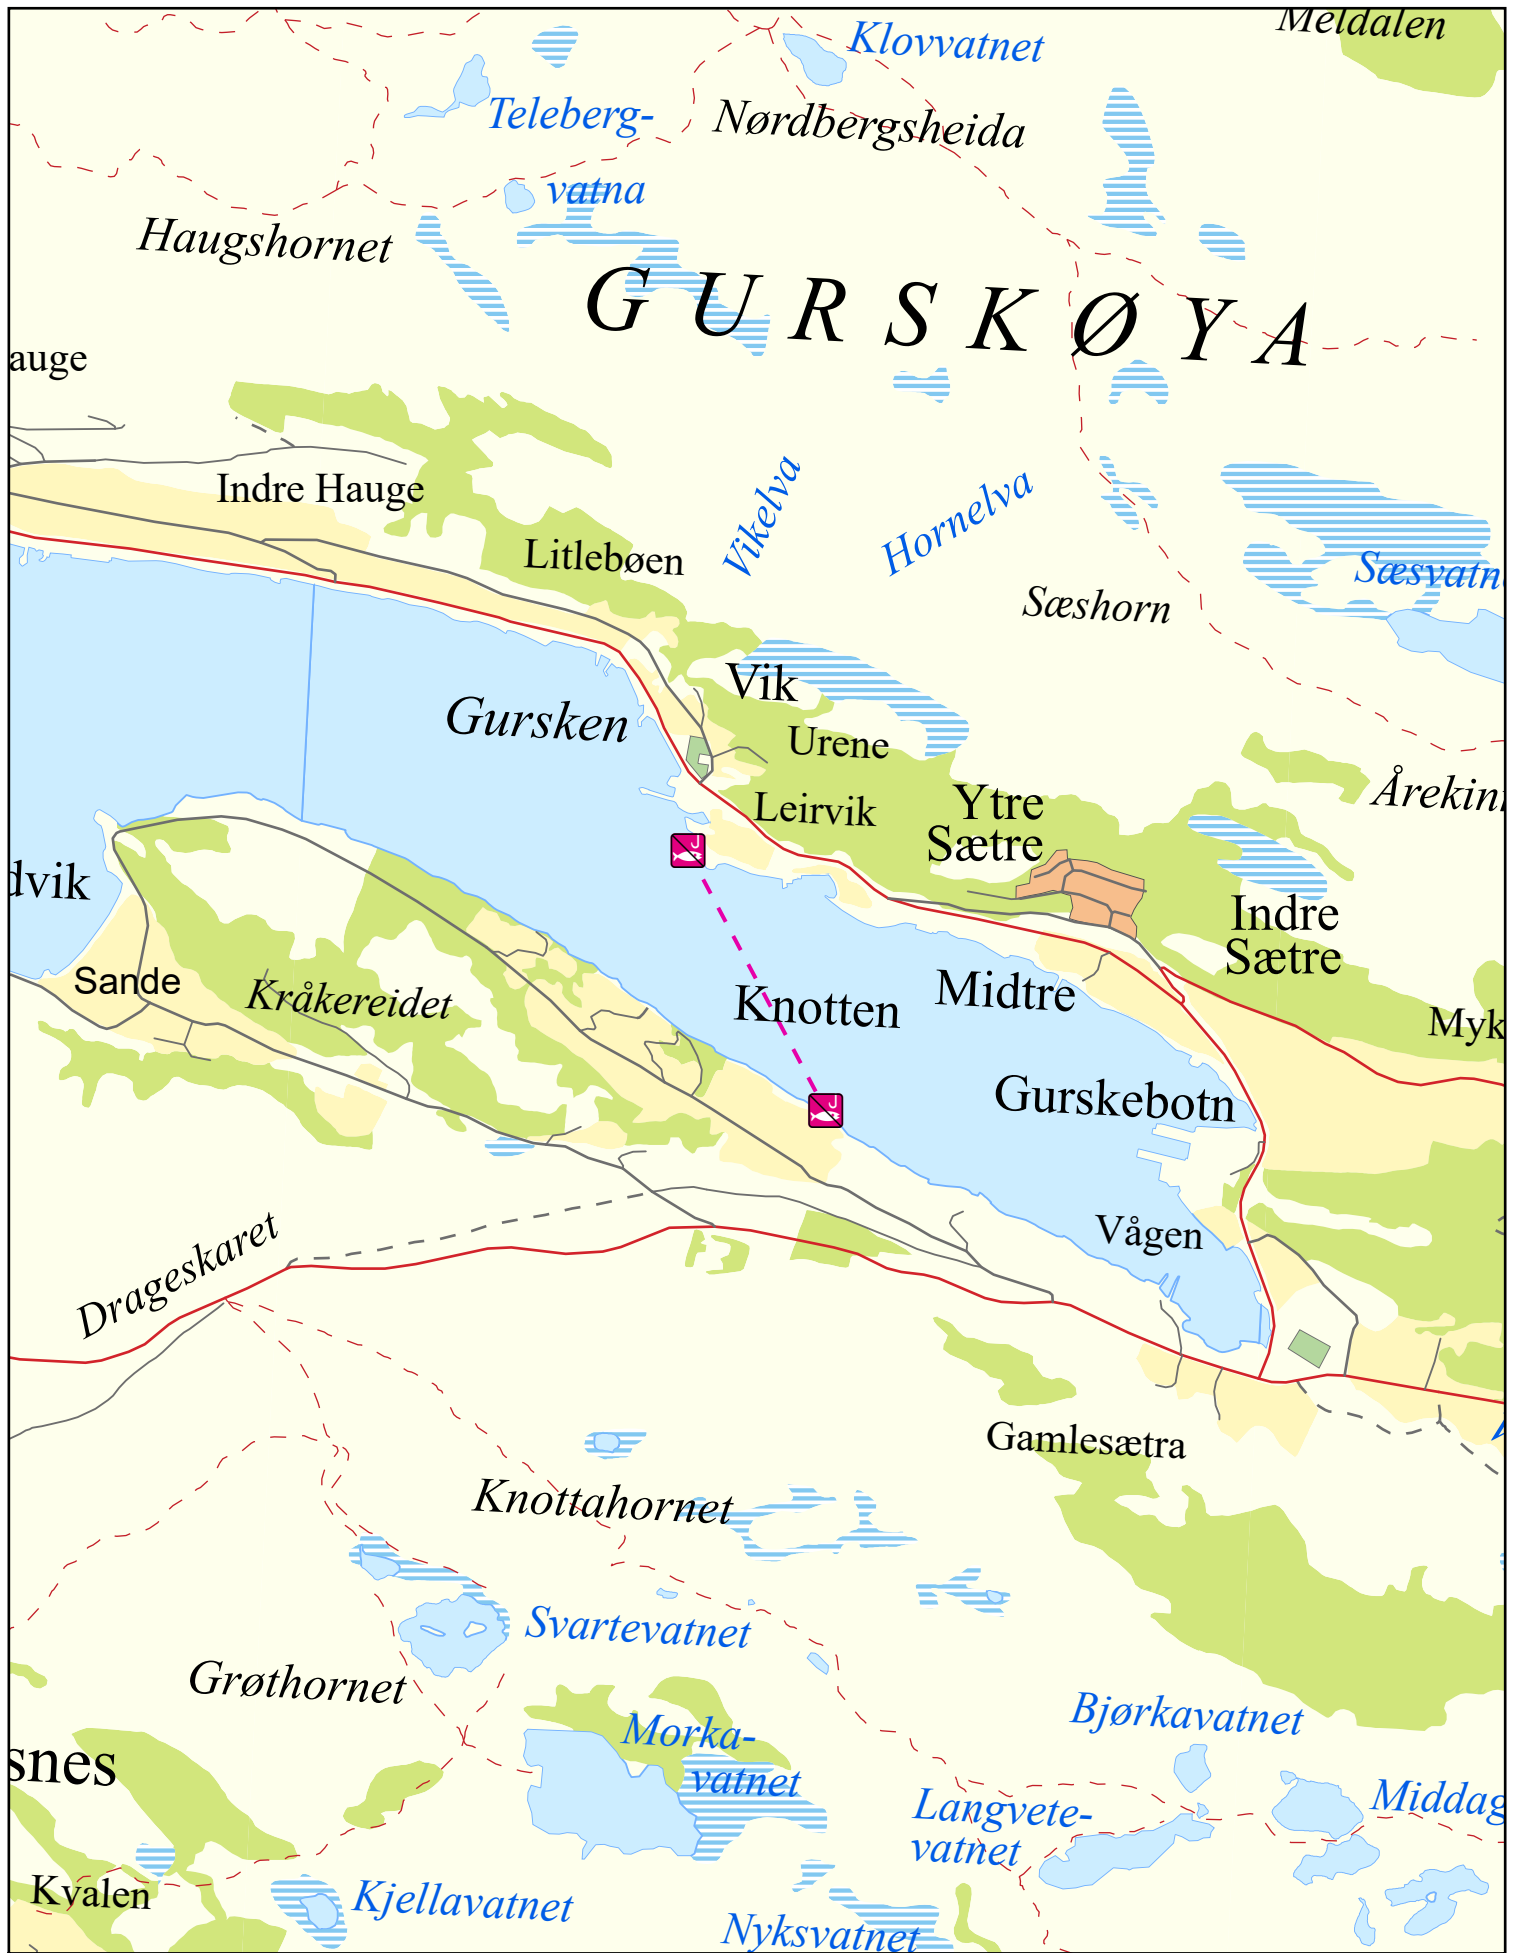 Meldalen
Klovvatnet
Teleberg-
vatna
Nørdbergsheida
Haugshornet
GURSKØYA
auge
Indre Hauge
Litlebøen
Vikelva
Hornelva
Sæsvatn
Sæshorn
Vik
Gursken
Urene
Leirvik
Ytre
Sætre
Årekin
dvik
Indre
Sætre
Sande
Kråkereidet
Knotten
Midtre
Myk
Gurskebotn
Vågen
Drageskaret
Gamlesætra
Knottahornet
Svartevatnet
Grøthornet
Morka-
vatnet
Bjørkavatnet
snes
Langvete-
vatnet
Middag
Kvalen
Kjellavatnet
Nyksvatnet